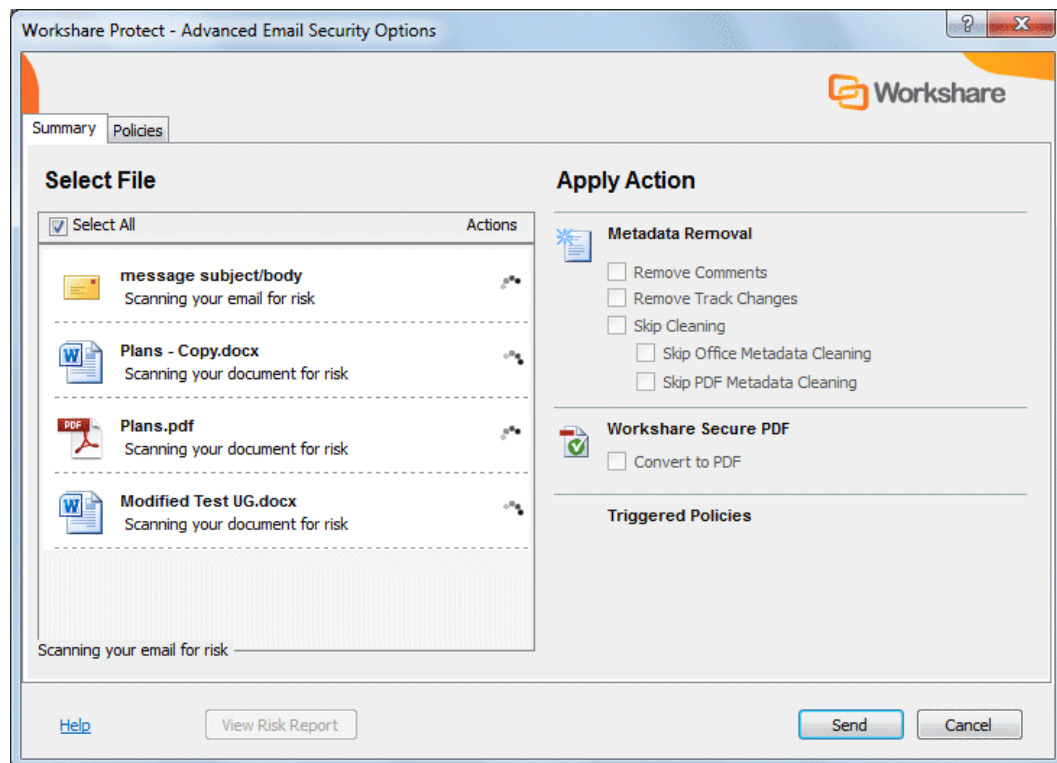 Workshare Protect - Advanced Email Security Options
?
Workshare
Summary
Policies
Select File
Select All
Actions
message subject/body
Scanning your email for risk
W
Plans - Copy.docx
Scanning your document for risk
PDF
Plans.pdf
Scanning your document for risk
W
Modified Test UG.docx
Scanning your document for risk
Scanning your email for risk
Apply Action
Metadata Removal
Remove Comments
Remove Track Changes
Skip Cleaning
Skip Office Metadata Cleaning
Skip PDF Metadata Cleaning
Workshare Secure PDF
Convert to PDF
Triggered Policies
Help
View Risk Report
Send
Cancel